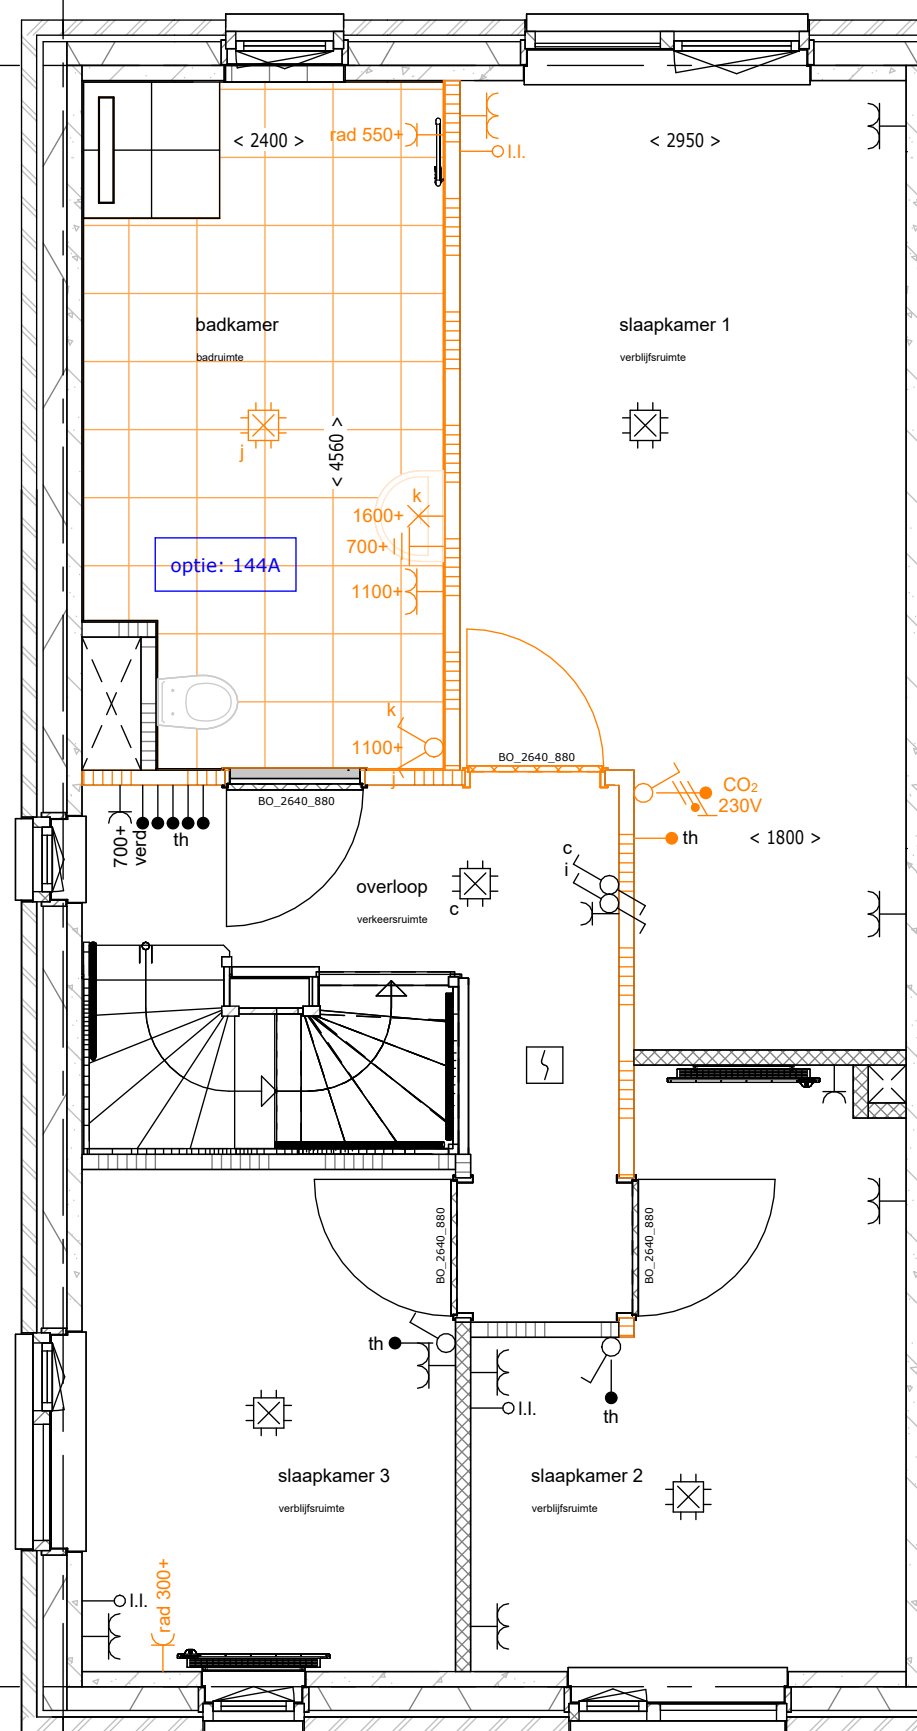 < 2400 >
rad 550+
l.l.
< 2950 >
badkamer
badruimte
slaapkamer 1
verblijfsruimte
j
< 4560 >
k
1600+
700+
1100+
optie: 144A
k
1100+
j
BO_2640_880
BO_2640_880
CO₂
230V
th
< 1800 >
700+
verd
th
c
i
overloop
verkeersruimte
c
BO_2640_880
BO_2640_880
th
l.l.
th
slaapkamer 3
verblijfsruimte
slaapkamer 2
verblijfsruimte
l.l.
rad 300+